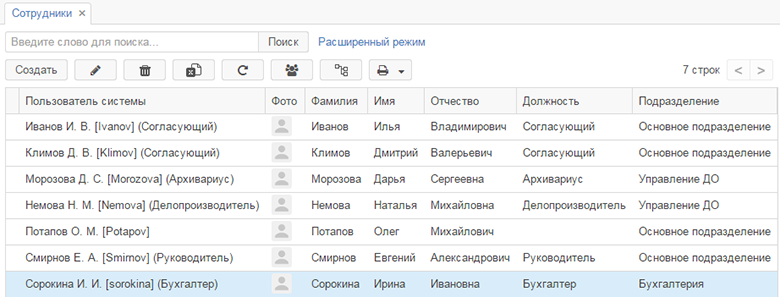 Сотрудники ×
Введите слово для поиска... Поиск Расширенный режим
Создать 7 строк < >
Пользователь системы Фото Фамилия Имя Отчество Должность Подразделение
Иванов И. В. [Ivanov] (Согласующий) Иванов Илья Владимирович Согласующий Основное подразделение
Климов Д. В. [Klimov] (Согласующий) Климов Дмитрий Валерьевич Согласующий Основное подразделение
Морозова Д. С. [Morozova] (Архивариус) Морозова Дарья Сергеевна Архивариус Управление ДО
Немова Н. М. [Nemova] (Делопроизводитель) Немова Наталья Михайловна Делопроизводитель Управление ДО
Потапов О. М. [Potapov] Потапов Олег Михайлович Основное подразделение
Смирнов Е. А. [Smirnov] (Руководитель) Смирнов Евгений Александрович Руководитель Основное подразделение
Сорокина И. И. [sorokina] (Бухгалтер) Сорокина Ирина Ивановна Бухгалтер Бухгалтерия